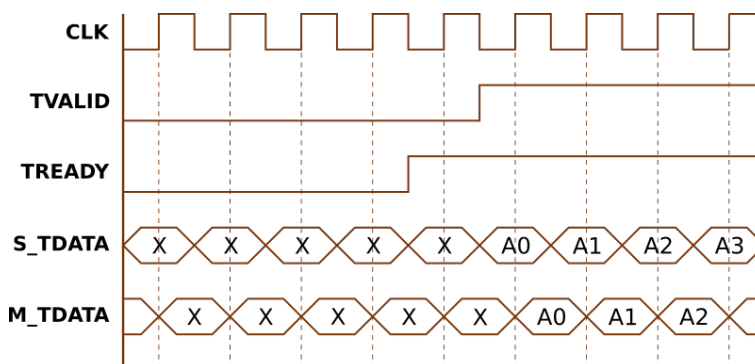 CLK
TVALID
TREADY
S_TDATA X X X X X A0 A1 A2 A3
M_TDATA X X X X X A0 A1 A2